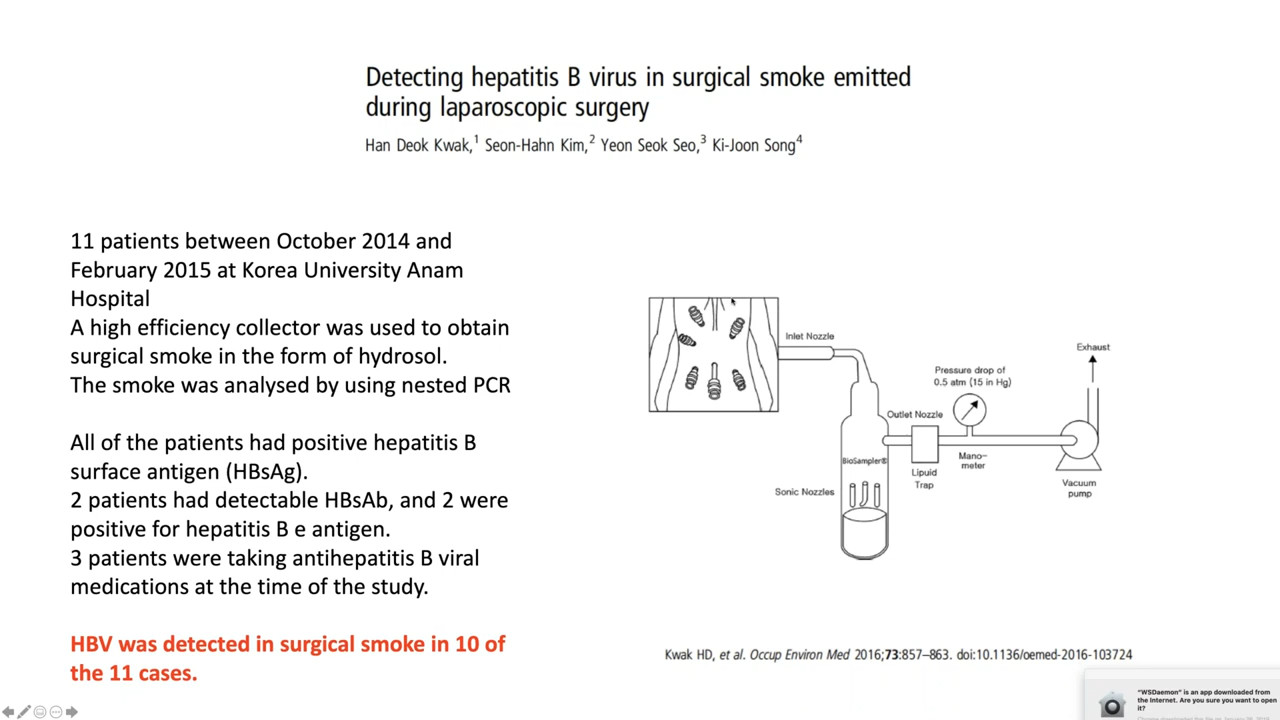 Detecting hepatitis B virus in surgical smoke emitted
during laparoscopic surgery
Han Deok Kwak,1 Seon-Hahn Kim,2 Yeon Seok Seo,3 Ki-Joon Song4
11 patients between October 2014 and
February 2015 at Korea University Anam
Hospital
A high efficiency collector was used to obtain
surgical smoke in the form of hydrosol.
The smoke was analysed by using nested PCR
All of the patients had positive hepatitis B
surface antigen (HBsAg).
2 patients had detectable HBsAb, and 2 were
positive for hepatitis B e antigen.
3 patients were taking antihepatitis B viral
medications at the time of the study.
HBV was detected in surgical smoke in 10 of
the 11 cases.
Inlet Nozzle
Exhaust
Pressure drop of
0.5 atm (15 in Hg)
Outlet Nozzle
BioSampler®
Mano-
meter
Lipuid
Trap
Sonic Nozzles
Vacuum
pump
Kwak HD, et al. Occup Environ Med 2016;73:857–863. doi:10.1136/oemed-2016-103724
"WSDaemon" is an app downloaded from
the Internet. Are you sure you want to open
it?